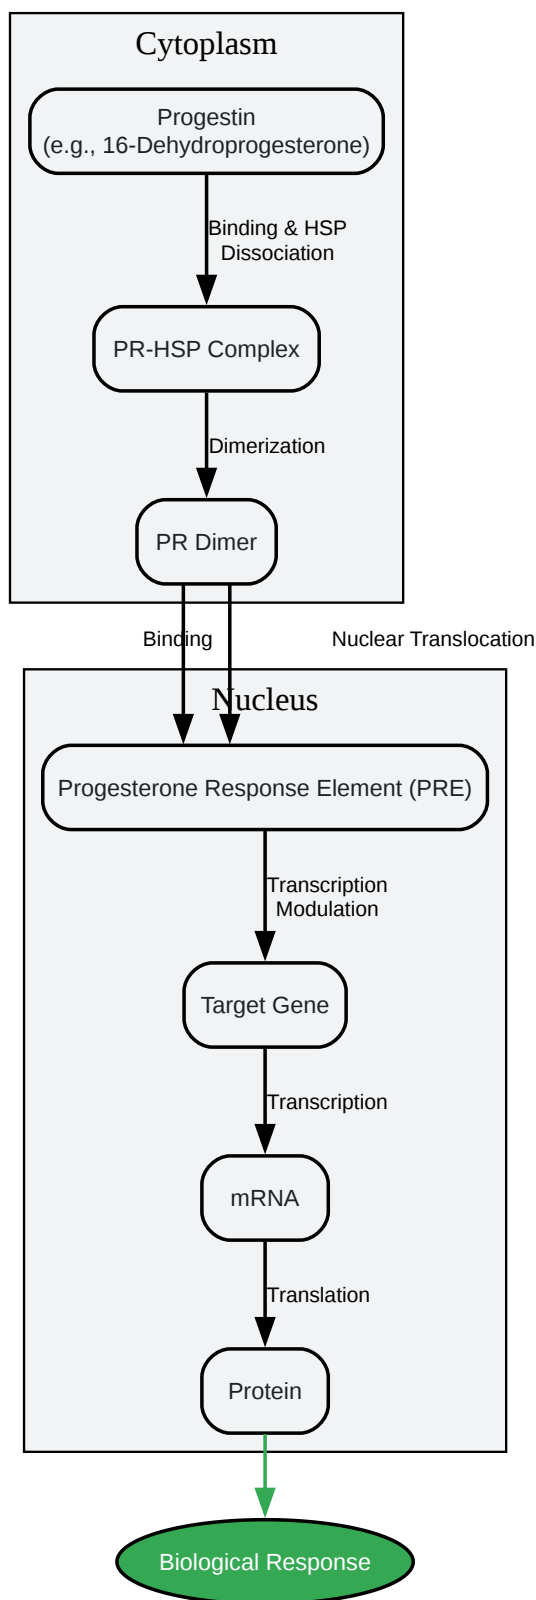 Cytoplasm
Progestin
(e.g., 16-Dehydroprogesterone)
Binding & HSP
Dissociation
PR-HSP Complex
Dimerization
PR Dimer
Binding
Nuclear Translocation
Nucleus
Progesterone Response Element (PRE)
Transcription
Modulation
Target Gene
Transcription
mRNA
Translation
Protein
Biological Response